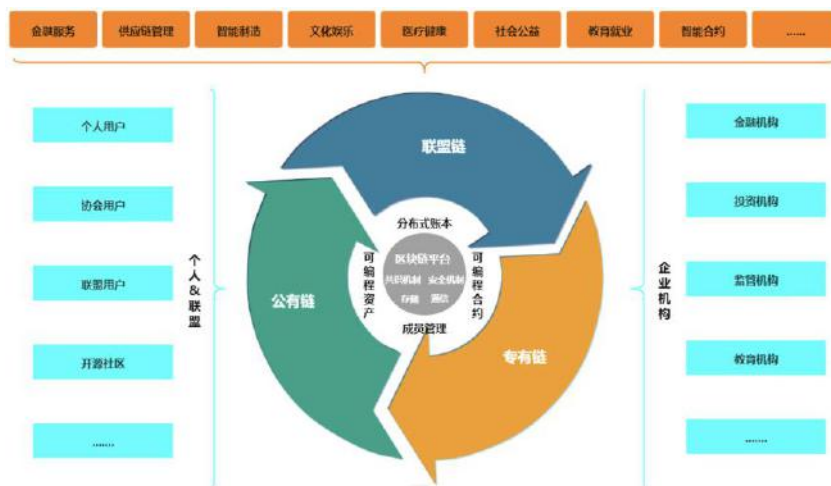 金融服务
供应链管理
智能制造
文化娱乐
医疗健康
社会公益
教育就业
智能合约
......
个人用户
协会用户
联盟用户
开源社区
.......
个人&联盟
联盟链
公有链
专有链
分布式账本
可编程资产
可编程合约
成员管理
区块链平台
共识机制 安全机制
存储 通信
企业机构
金融机构
投资机构
监管机构
教育机构
.......